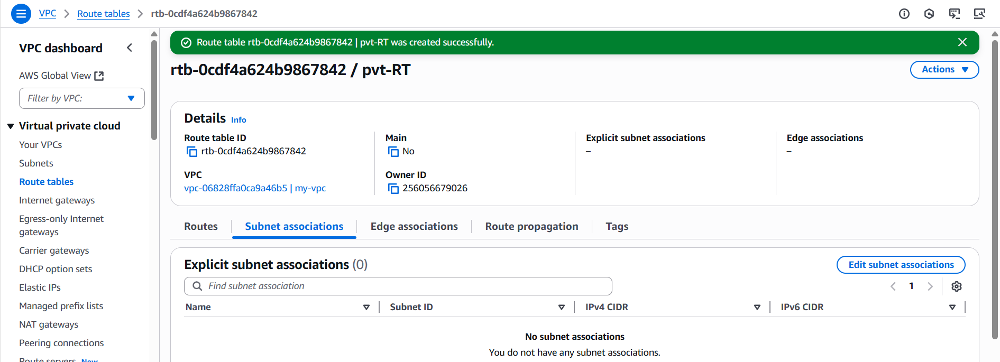 VPC > Route tables > rtb-0cdf4a624b9867842
VPC dashboard
AWS Global View
Filter by VPC:
Virtual private cloud
Your VPCs
Subnets
Route tables
Internet gateways
Egress-only Internet
gateways
Carrier gateways
DHCP option sets
Elastic IPs
Managed prefix lists
NAT gateways
Peering connections
Route servers New
Route table rtb-0cdf4a624b9867842 | pvt-RT was created successfully.
rtb-0cdf4a624b9867842 / pvt-RT
Actions
Details Info
Route table ID
rtb-0cdf4a624b9867842
Main
No
Explicit subnet associations
–
Edge associations
–
VPC
vpc-06828ffa0ca9a46b5 | my-vpc
Owner ID
256056679026
Routes Subnet associations Edge associations Route propagation Tags
Explicit subnet associations (0)
Edit subnet associations
Find subnet association
1
Name Subnet ID IPv4 CIDR IPv6 CIDR
No subnet associations
You do not have any subnet associations.